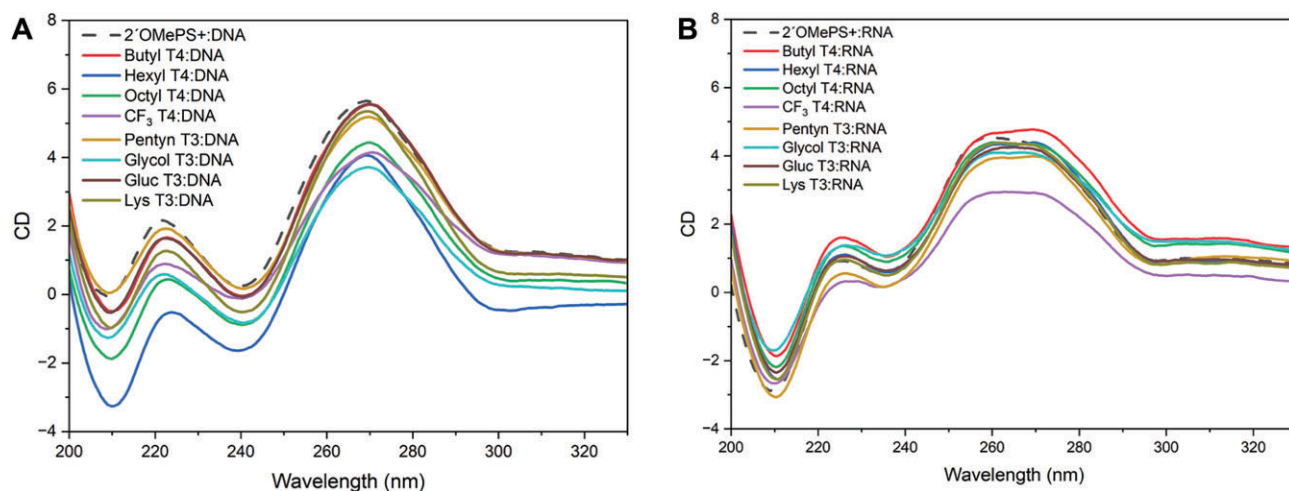 A
8
6
4
2
0
−2
−4
CD
2´OMePS+:DNA
Butyl T4:DNA
Hexyl T4:DNA
Octyl T4:DNA
CF₃ T4:DNA
Pentyn T3:DNA
Glycol T3:DNA
Gluc T3:DNA
Lys T3:DNA
200 220 240 260 280 300 320
Wavelength (nm)
B
8
6
4
2
0
−2
−4
CD
2´OMePS+:RNA
Butyl T4:RNA
Hexyl T4:RNA
Octyl T4:RNA
CF₃ T4:RNA
Pentyn T3:RNA
Glycol T3:RNA
Gluc T3:RNA
Lys T3:RNA
200 220 240 260 280 300 320
Wavelength (nm)